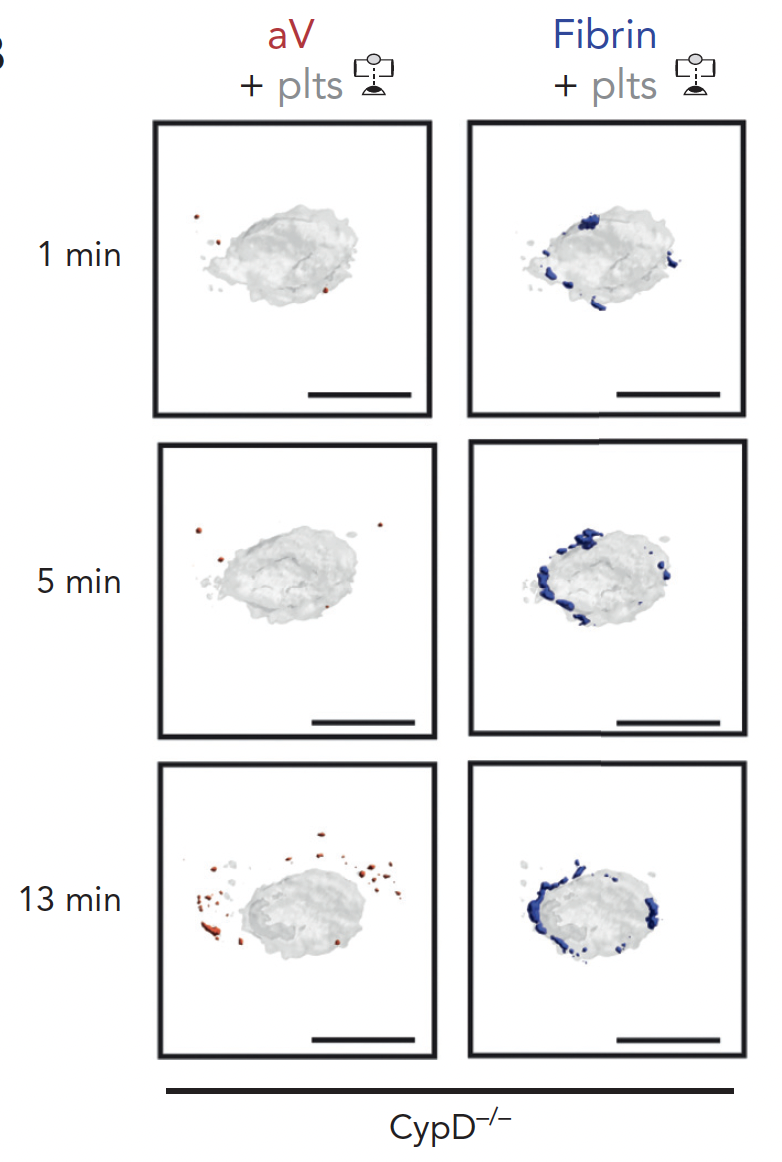 aV Fibrin
+ plts + plts
1 min
5 min
13 min
CypD−/−